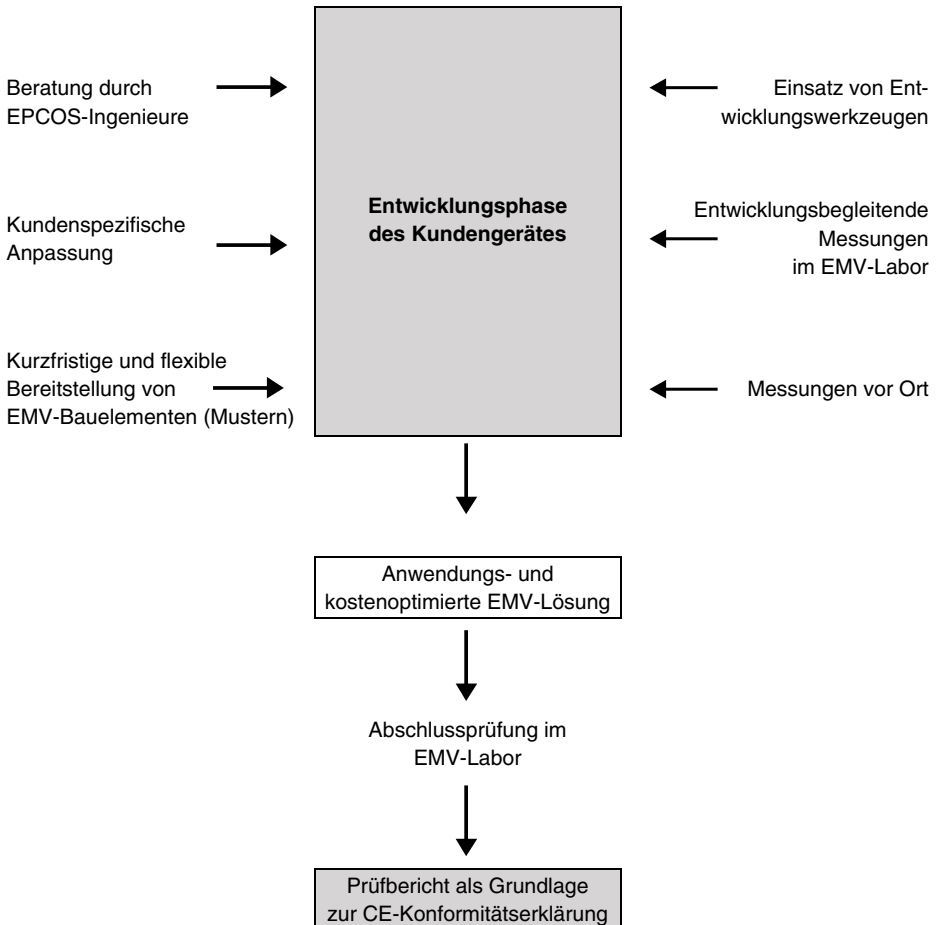 Beratung durch
EPCOS-Ingenieure
Einsatz von Ent-
wicklungswerkzeugen
Kundenspezifische
Anpassung
Entwicklungsphase
des Kundengerätes
Entwicklungsbegleitende
Messungen
im EMV-Labor
Kurzfristige und flexible
Bereitstellung von
EMV-Bauelementen (Mustern)
Messungen vor Ort
Anwendungs- und
kostenoptimierte EMV-Lösung
Abschlussprüfung im
EMV-Labor
Prüfbericht als Grundlage
zur CE-Konformitätserklärung